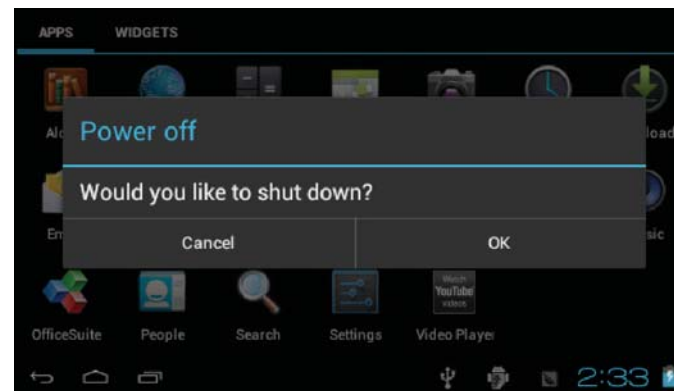 APPS WIDGETS
Power off
Would you like to shut down?
Cancel OK
OfficeSuite People Search Settings Video Player
Watch
YouTube
Videos
2:33